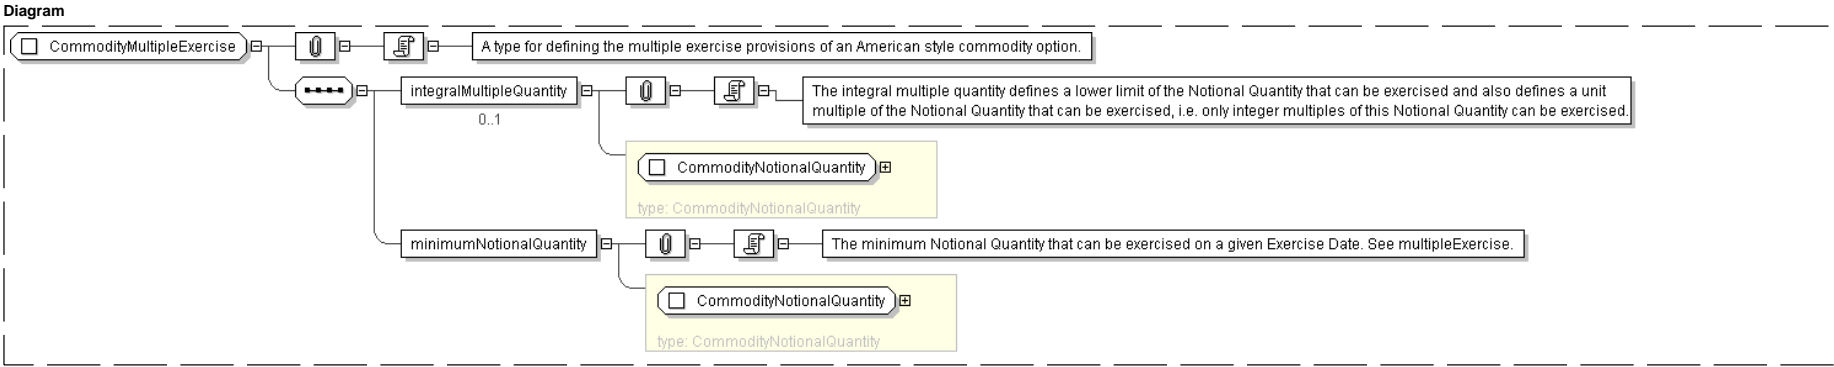 Diagram
CommodityMultipleExercise
A type for defining the multiple exercise provisions of an American style commodity option.
integralMultipleQuantity
0..1
The integral multiple quantity defines a lower limit of the Notional Quantity that can be exercised and also defines a unit
multiple of the Notional Quantity that can be exercised, i.e. only integer multiples of this Notional Quantity can be exercised.
CommodityNotionalQuantity
type: CommodityNotionalQuantity
minimumNotionalQuantity
The minimum Notional Quantity that can be exercised on a given Exercise Date. See multipleExercise.
CommodityNotionalQuantity
type: CommodityNotionalQuantity